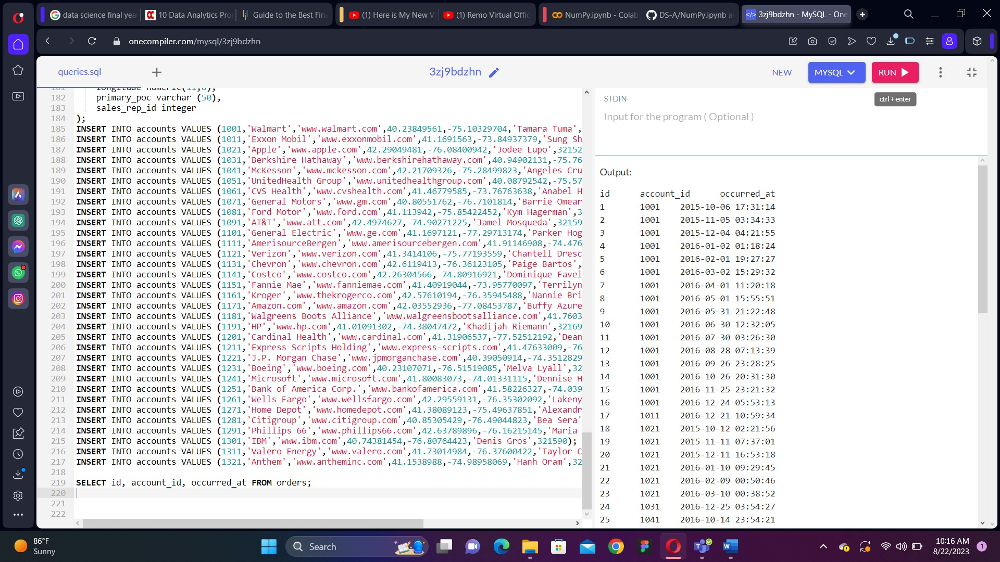 data science final yea
10 Data Analytics Proj
Guide to the Best Fina
(1) Here is My New Vi
(1) Remo Virtual Offic
NumPy.ipynb - Colab
DS-A/NumPy.ipynb a
3zj9bdzhn - MySQL - One
onecompiler.com/mysql/3zj9bdzhn
queries.sql
3zj9bdzhn
NEW
MYSQL
RUN
ctrl + enter
182 primary_poc varchar (50),
183 sales_rep_id integer
184 );
185 INSERT INTO accounts VALUES (1001,'Walmart','www.walmart.com',40.23849561,-75.10329704,'Tamara Tuma',
186 INSERT INTO accounts VALUES (1011,'Exxon Mobil','www.exxonmobil.com',41.1691563,-73.84937379,'Sung Sh
187 INSERT INTO accounts VALUES (1021,'Apple','www.apple.com',42.29049481,-76.08400942,'Jodee Lupo',32152
188 INSERT INTO accounts VALUES (1031,'Berkshire Hathaway','www.berkshirehathaway.com',40.94902131,-75.76
189 INSERT INTO accounts VALUES (1041,'McKesson','www.mckesson.com',42.21709326,-75.28499823,'Angeles Cru
190 INSERT INTO accounts VALUES (1051,'UnitedHealth Group','www.unitedhealthgroup.com',40.08792542,-75.57
191 INSERT INTO accounts VALUES (1061,'CVS Health','www.cvshealth.com',41.46779585,-73.76763638,'Anabel H
192 INSERT INTO accounts VALUES (1071,'General Motors','www.gm.com',40.80551762,-76.7101814,'Barrie Omear
193 INSERT INTO accounts VALUES (1081,'Ford Motor','www.ford.com',41.113942,-75.85422452,'Kym Hagerman',3
194 INSERT INTO accounts VALUES (1091,'AT&T','www.att.com',42.4974627,-74.90271225,'Jamel Mosqueda',32159
195 INSERT INTO accounts VALUES (1101,'General Electric','www.ge.com',41.1697121,-77.29713174,'Parker Hog
196 INSERT INTO accounts VALUES (1111,'AmerisourceBergen','www.amerisourcebergen.com',41.91146908,-74.476
197 INSERT INTO accounts VALUES (1121,'Verizon','www.verizon.com',41.3414106,-75.77193559,'Chantell Dresc
198 INSERT INTO accounts VALUES (1131,'Chevron','www.chevron.com',42.6119413,-76.36123105,'Paige Bartos',
199 INSERT INTO accounts VALUES (1141,'Costco','www.costco.com',42.26304566,-74.80916921,'Dominique Favel
200 INSERT INTO accounts VALUES (1151,'Fannie Mae','www.fanniemae.com',41.40919044,-73.95770097,'Terrilyn
201 INSERT INTO accounts VALUES (1161,'Kroger','www.thekrogerco.com',42.57610194,-76.35945488,'Nannie Bri
202 INSERT INTO accounts VALUES (1171,'Amazon.com','www.amazon.com',42.03552936,-77.08453787,'Buffy Azure
203 INSERT INTO accounts VALUES (1181,'Walgreens Boots Alliance','www.walgreensbootsalliance.com',41.7603
204 INSERT INTO accounts VALUES (1191,'HP','www.hp.com',41.01091302,-74.38047472,'Khadijah Riemann',32169
205 INSERT INTO accounts VALUES (1201,'Cardinal Health','www.cardinal.com',41.31906537,-77.52512192,'Dean
206 INSERT INTO accounts VALUES (1211,'Express Scripts Holding','www.express-scripts.com',41.47633009,-76
207 INSERT INTO accounts VALUES (1221,'J.P. Morgan Chase','www.jpmorganchase.com',40.39050914,-74.3512829
208 INSERT INTO accounts VALUES (1231,'Boeing','www.boeing.com',40.23107071,-76.51519085,'Melva Lyall',32
209 INSERT INTO accounts VALUES (1241,'Microsoft','www.microsoft.com',41.80083073,-74.01331115,'Dennise H
210 INSERT INTO accounts VALUES (1251,'Bank of America Corp.','www.bankofamerica.com',41.58226327,-74.039
211 INSERT INTO accounts VALUES (1261,'Wells Fargo','www.wellsfargo.com',42.29559131,-76.35302092,'Lakeny
212 INSERT INTO accounts VALUES (1271,'Home Depot','www.homedepot.com',41.38089123,-75.49637851,'Alexandr
213 INSERT INTO accounts VALUES (1281,'Citigroup','www.citigroup.com',40.85305429,-76.49044823,'Bea Sera'
214 INSERT INTO accounts VALUES (1291,'Phillips 66','www.phillips66.com',42.63789896,-76.16215145,'Maria
215 INSERT INTO accounts VALUES (1301,'IBM','www.ibm.com',40.74381454,-76.80764423,'Denis Gros',321590);
216 INSERT INTO accounts VALUES (1311,'Valero Energy','www.valero.com',41.73014984,-76.37600422,'Taylor C
217 INSERT INTO accounts VALUES (1321,'Anthem','www.antheminc.com',41.1538988,-74.98958069,'Hanh Oram',32
218
219 SELECT id, account_id, occurred_at FROM orders;
220
221
222
STDIN
Input for the program ( Optional )
Output:
id account_id occurred_at
1 1001 2015-10-06 17:31:14
2 1001 2015-11-05 03:34:33
3 1001 2015-12-04 04:21:55
4 1001 2016-01-02 01:18:24
5 1001 2016-02-01 19:27:27
6 1001 2016-03-02 15:29:32
7 1001 2016-04-01 11:20:18
8 1001 2016-05-01 15:55:51
9 1001 2016-05-31 21:22:48
10 1001 2016-06-30 12:32:05
11 1001 2016-07-30 03:26:30
12 1001 2016-08-28 07:13:39
13 1001 2016-09-26 23:28:25
14 1001 2016-10-26 20:31:30
15 1001 2016-11-25 23:21:32
16 1001 2016-12-24 05:53:13
17 1011 2016-12-21 10:59:34
18 1021 2015-10-12 02:21:56
19 1021 2015-11-11 07:37:01
20 1021 2015-12-11 16:53:18
21 1021 2016-01-10 09:29:45
22 1021 2016-02-09 00:50:46
23 1021 2016-03-10 00:38:52
24 1031 2016-12-25 03:54:27
25 1041 2016-10-14 23:54:21
86°F
Sunny
Search
10:16 AM
8/22/2023
1